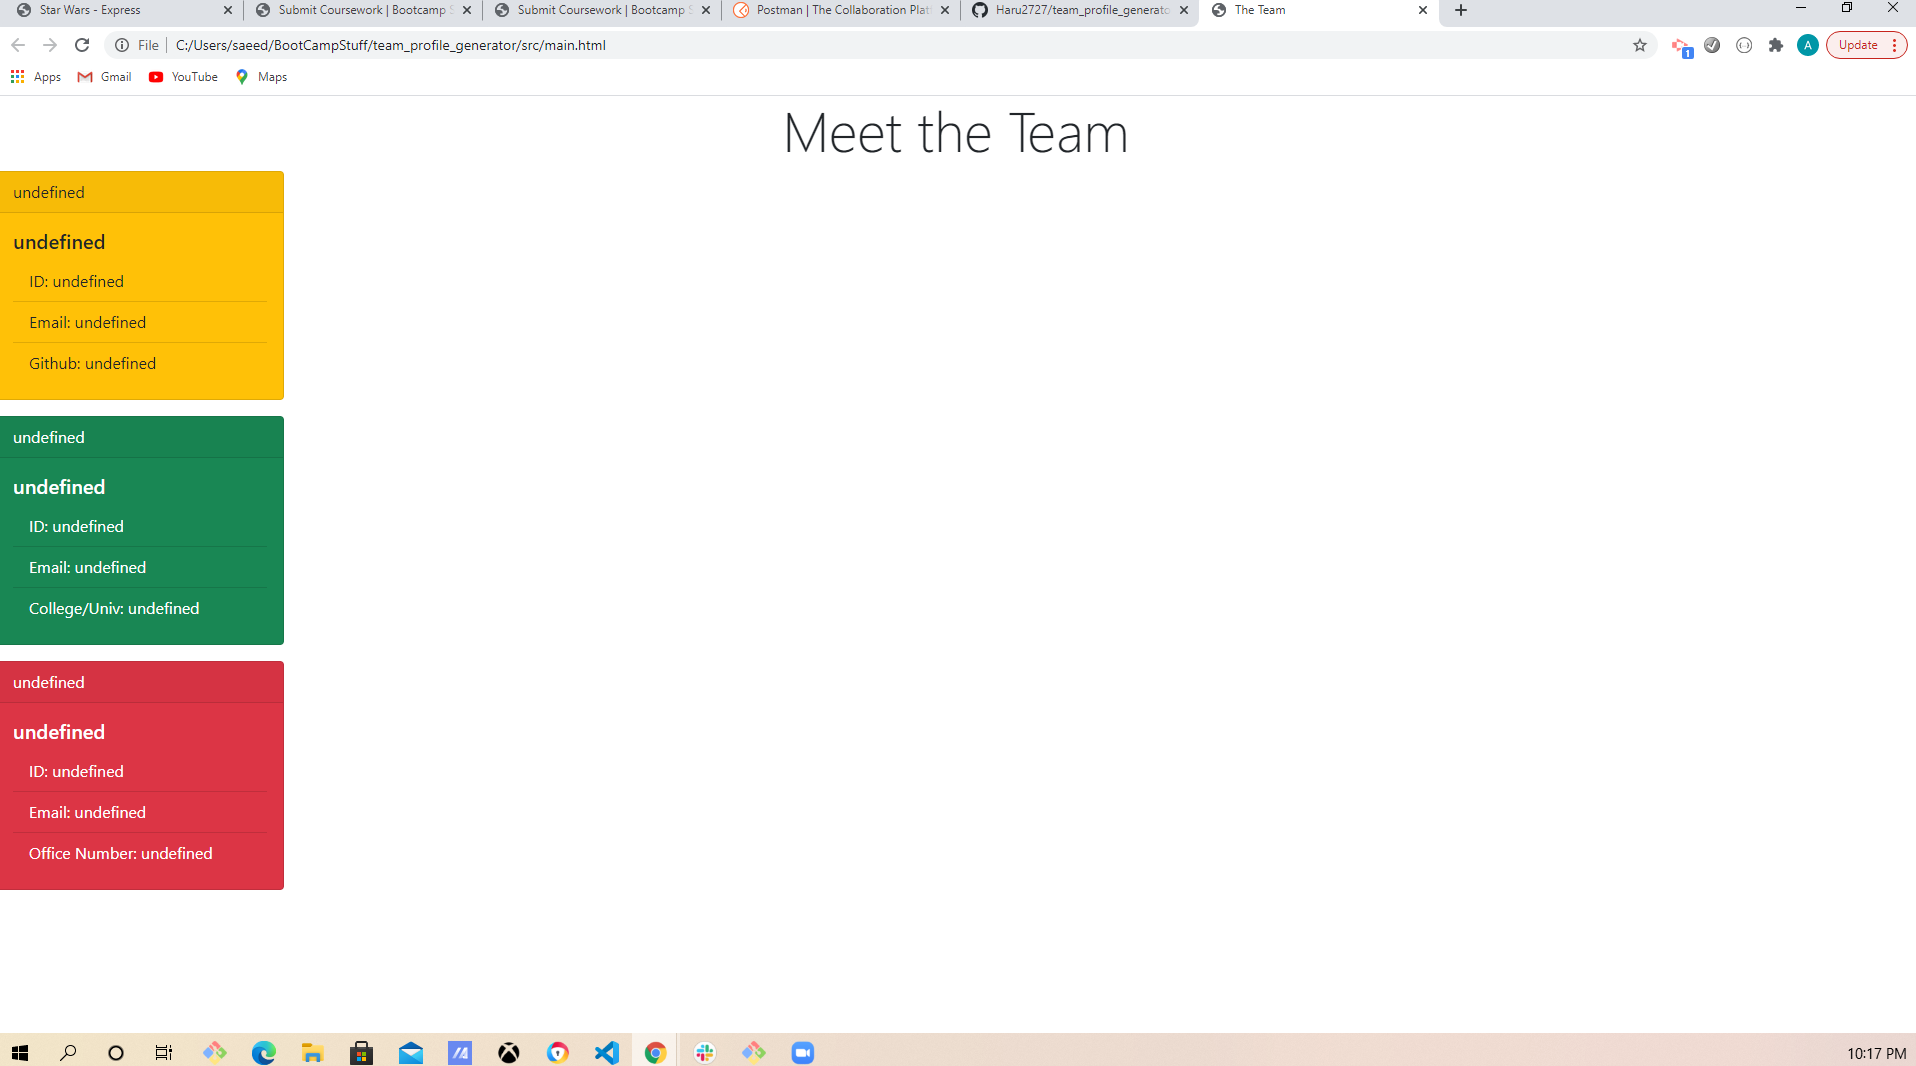 Star Wars - Express
Submit Coursework | Bootcamp S
Submit Coursework | Bootcamp S
Postman | The Collaboration Plat
Haru2727/team_profile_generato
The Team
File
C:/Users/saeed/BootCampStuff/team_profile_generator/src/main.html
1
A
Update
Apps
Gmail
YouTube
Maps
Meet the Team
undefined
undefined
ID: undefined
Email: undefined
Github: undefined
undefined
undefined
ID: undefined
Email: undefined
College/Univ: undefined
undefined
undefined
ID: undefined
Email: undefined
Office Number: undefined
10:17 PM